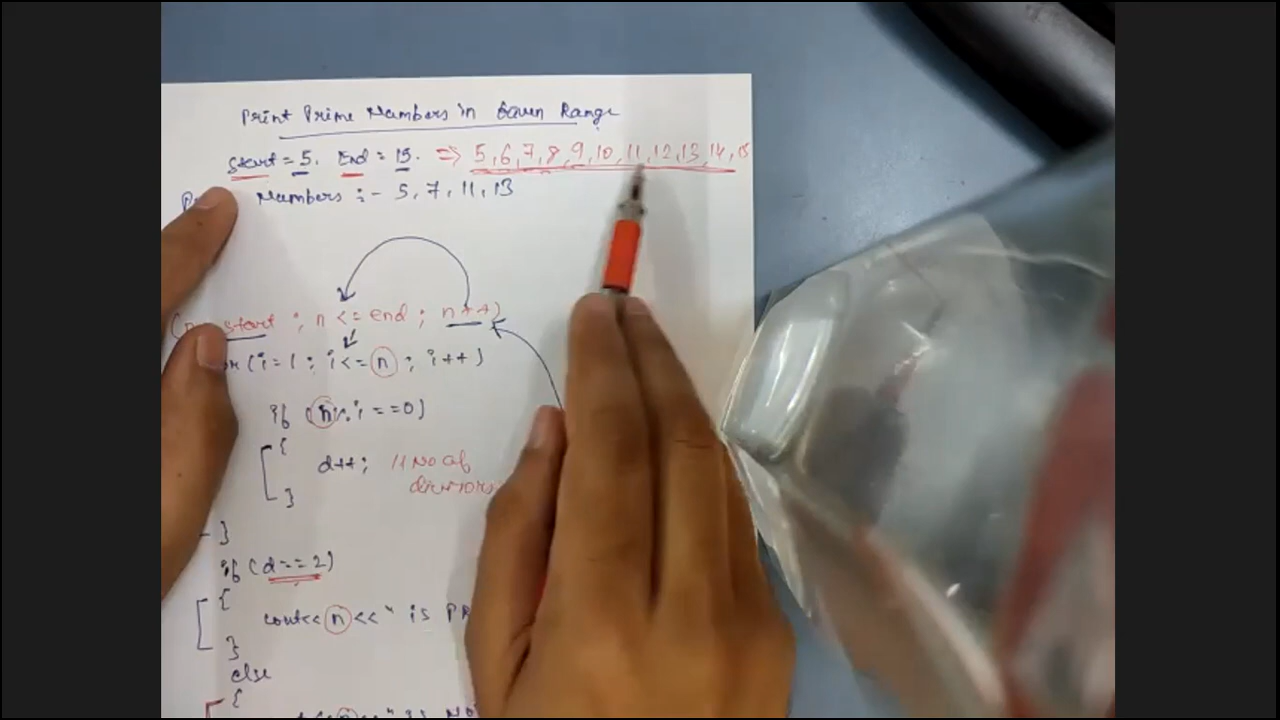 Print Prime Numbers in Given Range
Start = 5, End = 15. => 5,6,7,8,9,10,11,12,13,14,15
Numbers :- 5, 7, 11, 13
start ; n <= end ; n++)
(i=1 ; i<=n ; i++)
if (n%i==0)
{
d++; // No of
divisors
}
}
if (d==2)
{
cout<<n<<" is
}
else
{
<<n<<" is